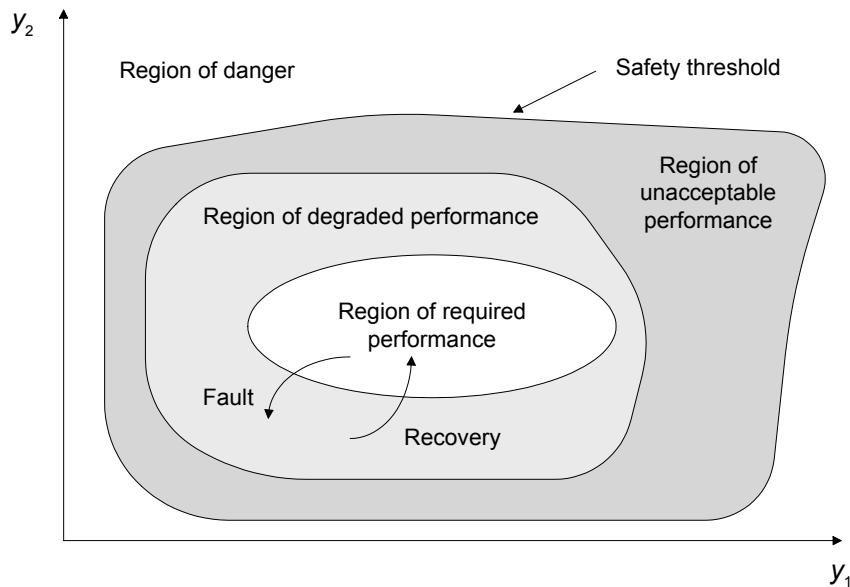 y₂
Region of danger
Safety threshold
Region of
unacceptable
performance
Region of degraded performance
Region of required
performance
Fault
Recovery
y₁